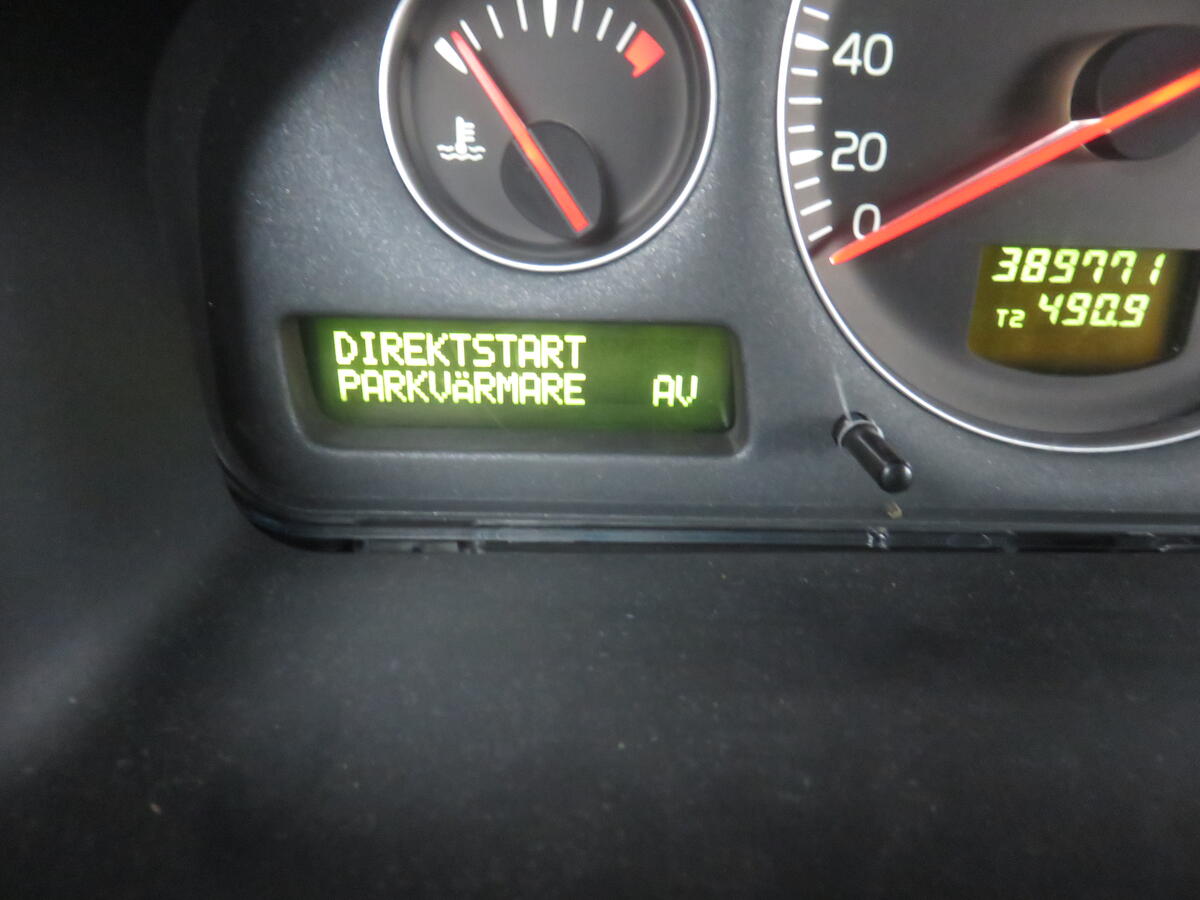 40
20
0
389771
T2 490.9
DIREKTSTART
PARKVäRMARE AV